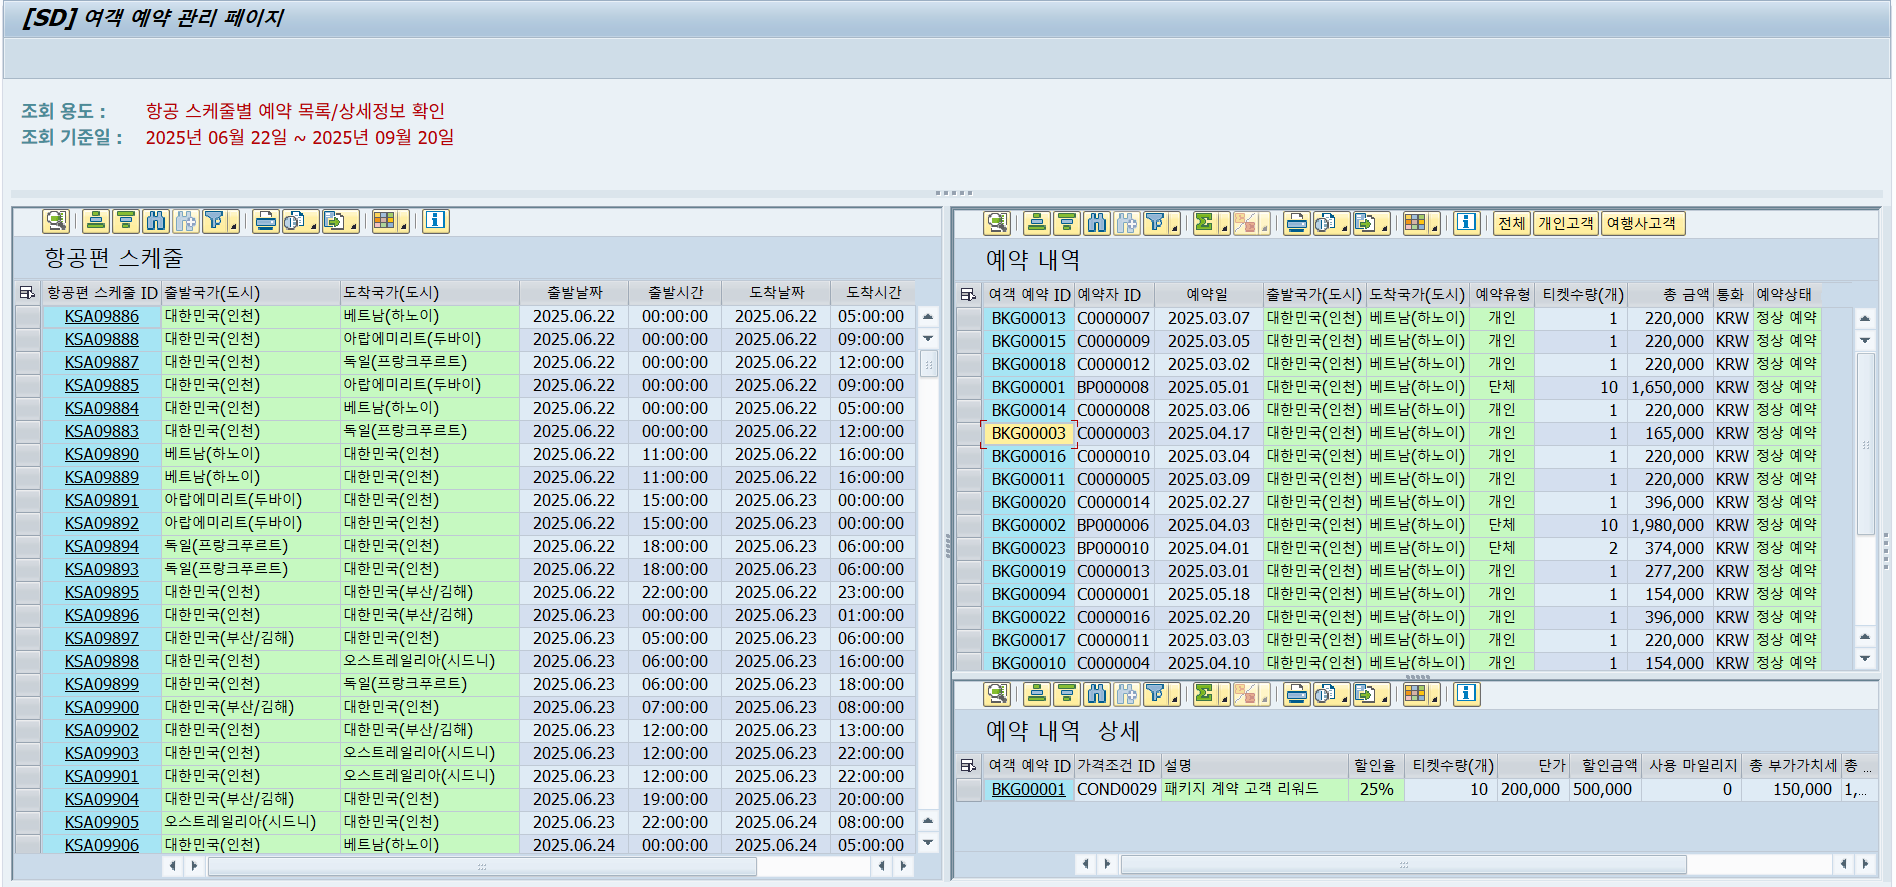 [SD] 여객 예약 관리 페이지
조회 용도 : 항공 스케줄별 예약 목록/상세정보 확인
조회 기준일 : 2025년 06월 22일 ~ 2025년 09월 20일
항공편 스케줄
항공편 스케줄 ID 출발국가(도시) 도착국가(도시) 출발날짜 출발시간 도착날짜 도착시간
KSA09886 대한민국(인천) 베트남(하노이) 2025.06.22 00:00:00 2025.06.22 05:00:00
KSA09888 대한민국(인천) 아랍에미리트(두바이) 2025.06.22 00:00:00 2025.06.22 09:00:00
KSA09887 대한민국(인천) 독일(프랑크푸르트) 2025.06.22 00:00:00 2025.06.22 12:00:00
KSA09885 대한민국(인천) 아랍에미리트(두바이) 2025.06.22 00:00:00 2025.06.22 09:00:00
KSA09884 대한민국(인천) 베트남(하노이) 2025.06.22 00:00:00 2025.06.22 05:00:00
KSA09883 대한민국(인천) 독일(프랑크푸르트) 2025.06.22 00:00:00 2025.06.22 12:00:00
KSA09890 베트남(하노이) 대한민국(인천) 2025.06.22 11:00:00 2025.06.22 16:00:00
KSA09889 베트남(하노이) 대한민국(인천) 2025.06.22 11:00:00 2025.06.22 16:00:00
KSA09891 아랍에미리트(두바이) 대한민국(인천) 2025.06.22 15:00:00 2025.06.23 00:00:00
KSA09892 아랍에미리트(두바이) 대한민국(인천) 2025.06.22 15:00:00 2025.06.23 00:00:00
KSA09894 독일(프랑크푸르트) 대한민국(인천) 2025.06.22 18:00:00 2025.06.23 06:00:00
KSA09893 독일(프랑크푸르트) 대한민국(인천) 2025.06.22 18:00:00 2025.06.23 06:00:00
KSA09895 대한민국(인천) 대한민국(부산/김해) 2025.06.22 22:00:00 2025.06.22 23:00:00
KSA09896 대한민국(인천) 대한민국(부산/김해) 2025.06.23 00:00:00 2025.06.23 01:00:00
KSA09897 대한민국(부산/김해) 대한민국(인천) 2025.06.23 05:00:00 2025.06.23 06:00:00
KSA09898 대한민국(인천) 오스트레일리아(시드니) 2025.06.23 06:00:00 2025.06.23 16:00:00
KSA09899 대한민국(인천) 독일(프랑크푸르트) 2025.06.23 06:00:00 2025.06.23 18:00:00
KSA09900 대한민국(부산/김해) 대한민국(인천) 2025.06.23 07:00:00 2025.06.23 08:00:00
KSA09902 대한민국(인천) 대한민국(부산/김해) 2025.06.23 12:00:00 2025.06.23 13:00:00
KSA09903 대한민국(인천) 오스트레일리아(시드니) 2025.06.23 12:00:00 2025.06.23 22:00:00
KSA09901 대한민국(인천) 오스트레일리아(시드니) 2025.06.23 12:00:00 2025.06.23 22:00:00
KSA09904 대한민국(부산/김해) 대한민국(인천) 2025.06.23 19:00:00 2025.06.23 20:00:00
KSA09905 오스트레일리아(시드니) 대한민국(인천) 2025.06.23 22:00:00 2025.06.24 08:00:00
KSA09906 대한민국(인천) 베트남(하노이) 2025.06.24 00:00:00 2025.06.24 05:00:00
전체 개인고객 여행사고객
예약 내역
여객 예약 ID 예약자 ID 예약일 출발국가(도시) 도착국가(도시) 예약유형 티켓수량(개) 총 금액 통화 예약상태
BKG00013 C0000007 2025.03.07 대한민국(인천) 베트남(하노이) 개인 1 220,000 KRW 정상 예약
BKG00015 C0000009 2025.03.05 대한민국(인천) 베트남(하노이) 개인 1 220,000 KRW 정상 예약
BKG00018 C0000012 2025.03.02 대한민국(인천) 베트남(하노이) 개인 1 220,000 KRW 정상 예약
BKG00001 BP000008 2025.05.01 대한민국(인천) 베트남(하노이) 단체 10 1,650,000 KRW 정상 예약
BKG00014 C0000008 2025.03.06 대한민국(인천) 베트남(하노이) 개인 1 220,000 KRW 정상 예약
BKG00003 C0000003 2025.04.17 대한민국(인천) 베트남(하노이) 개인 1 165,000 KRW 정상 예약
BKG00016 C0000010 2025.03.04 대한민국(인천) 베트남(하노이) 개인 1 220,000 KRW 정상 예약
BKG00011 C0000005 2025.03.09 대한민국(인천) 베트남(하노이) 개인 1 220,000 KRW 정상 예약
BKG00020 C0000014 2025.02.27 대한민국(인천) 베트남(하노이) 개인 1 396,000 KRW 정상 예약
BKG00002 BP000006 2025.04.03 대한민국(인천) 베트남(하노이) 단체 10 1,980,000 KRW 정상 예약
BKG00023 BP000010 2025.04.01 대한민국(인천) 베트남(하노이) 단체 2 374,000 KRW 정상 예약
BKG00019 C0000013 2025.03.01 대한민국(인천) 베트남(하노이) 개인 1 277,200 KRW 정상 예약
BKG00094 C0000001 2025.05.18 대한민국(인천) 베트남(하노이) 개인 1 154,000 KRW 정상 예약
BKG00022 C0000016 2025.02.20 대한민국(인천) 베트남(하노이) 개인 1 396,000 KRW 정상 예약
BKG00017 C0000011 2025.03.03 대한민국(인천) 베트남(하노이) 개인 1 220,000 KRW 정상 예약
BKG00010 C0000004 2025.04.10 대한민국(인천) 베트남(하노이) 개인 1 154,000 KRW 정상 예약
예약 내역 상세
여객 예약 ID 가격조건 ID 설명 할인율 티켓수량(개) 단가 할인금액 사용 마일리지 총 부가가치세 총 ...
BKG00001 COND0029 패키지 계약 고객 리워드 25% 10 200,000 500,000 0 150,000 1,...